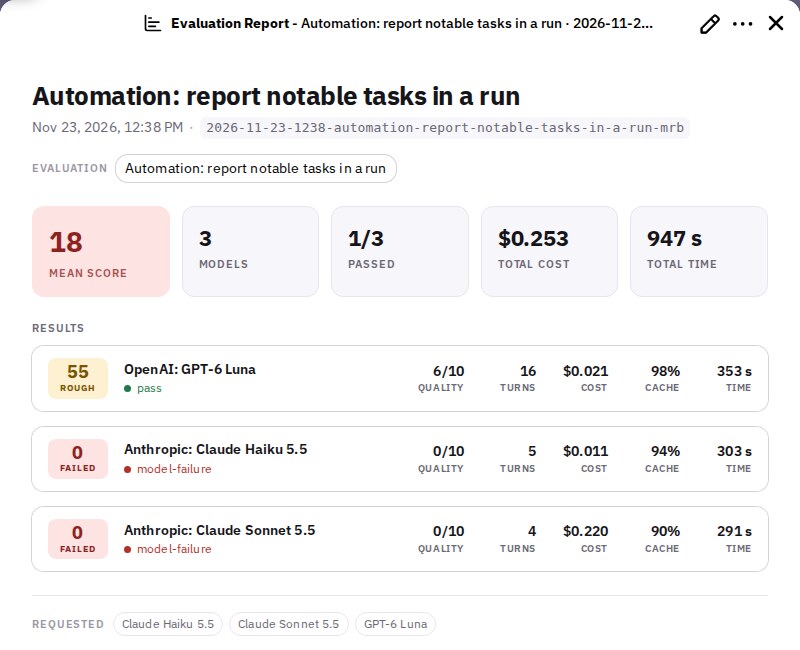 Evaluation Report - Automation: report notable tasks in a run · 2026-11-2...
Automation: report notable tasks in a run
Nov 23, 2026, 12:38 PM · 2026-11-23-1238-automation-report-notable-tasks-in-a-run-mrb
EVALUATION Automation: report notable tasks in a run
18 3 1/3 $0.253 947 s
MEAN SCORE MODELS PASSED TOTAL COST TOTAL TIME
RESULTS
55 OpenAI: GPT-6 Luna 6/10 16 $0.021 98% 353 s
ROUGH pass QUALITY TURNS COST CACHE TIME
0 Anthropic: Claude Haiku 5.5 0/10 5 $0.011 94% 303 s
FAILED model-failure QUALITY TURNS COST CACHE TIME
0 Anthropic: Claude Sonnet 5.5 0/10 4 $0.220 90% 291 s
FAILED model-failure QUALITY TURNS COST CACHE TIME
REQUESTED Claude Haiku 5.5 Claude Sonnet 5.5 GPT-6 Luna